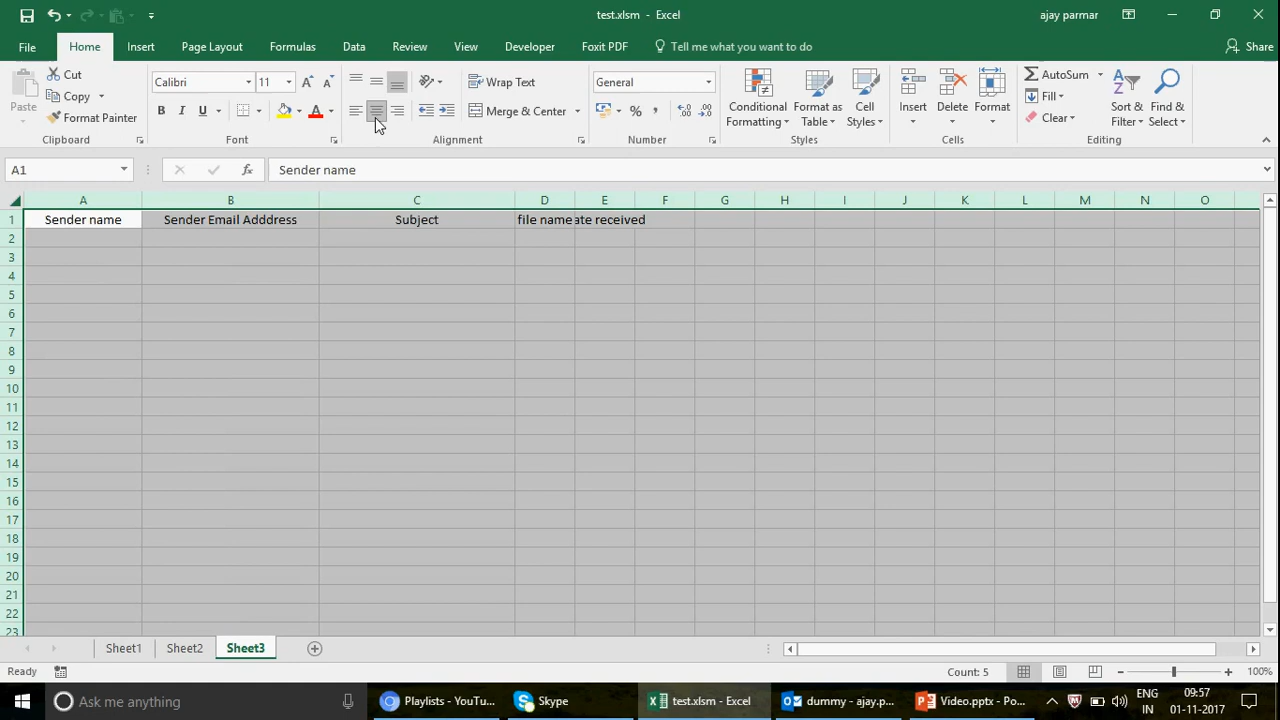 test.xlsm - Excel
ajay parmar
File Home Insert Page Layout Formulas Data Review View Developer Foxit PDF Tell me what you want to do Share
Paste
Cut
Copy
Format Painter
Clipboard
Calibri 11
B I U A
Font
Wrap Text
Merge & Center
Alignment
General
%
Number
Conditional Formatting
Format as Table
Cell Styles
Styles
Insert Delete Format
Cells
AutoSum
Fill
Clear
Sort & Filter
Find & Select
Editing
A1 fx Sender name
A B C D E F G H I J K L M N O
1 Sender name Sender Email Adddress Subject file name ate received
2
3
4
5
6
7
8
9
10
11
12
13
14
15
16
17
18
19
20
21
22
23
Sheet1 Sheet2 Sheet3
Ready Count: 5 100%
Ask me anything
Playlists - YouTu...
Skype
test.xlsm - Excel
dummy - ajay.p...
Video.pptx - Po...
ENG
IN
09:57
01-11-2017